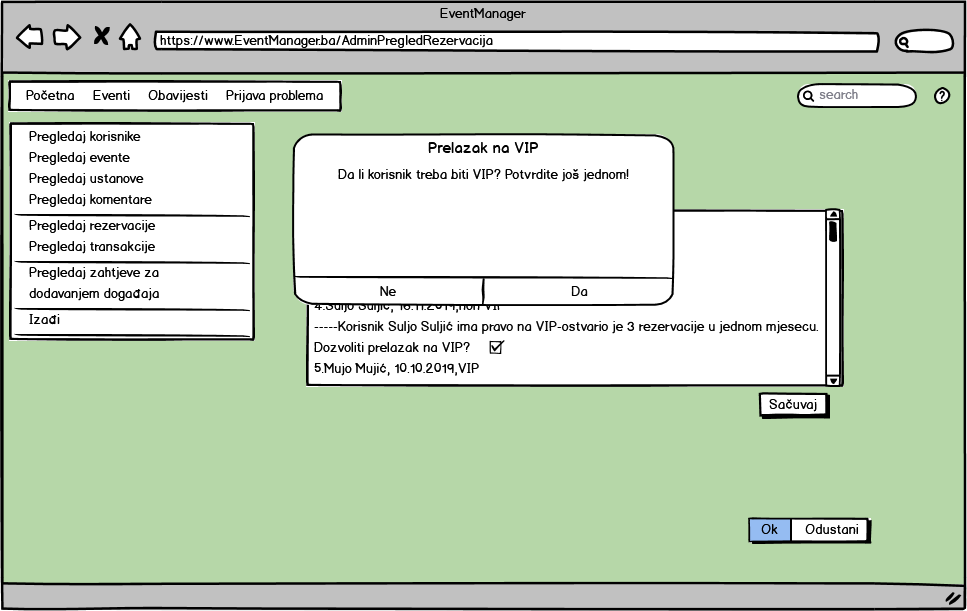 EventManager
https://www.EventManager.ba/AdminPregledRezervacija
Početna Eventi Obavijesti Prijava problema
search
?
Pregledaj korisnike
Pregledaj evente
Pregledaj ustanove
Pregledaj komentare
Pregledaj rezervacije
Pregledaj transakcije
Pregledaj zahtjeve za
dodavanjem događaja
Izađi
Prelazak na VIP
Da li korisnik treba biti VIP? Potvrdite još jednom!
Ne Da
4.Suljo Suljić, 16.11.2019,non VIP
-----Korisnik Suljo Suljić ima pravo na VIP-ostvario je 3 rezervacije u jednom mjesecu.
Dozvoliti prelazak na VIP?
5.Mujo Mujić, 10.10.2019,VIP
Sačuvaj
Ok Odustani